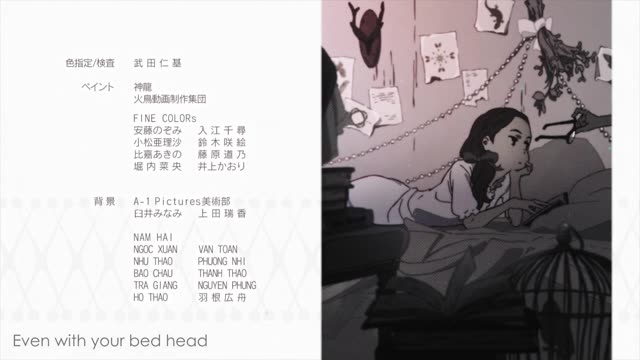 色指定/検査 武田仁基
ペイント 神龍
火鳥動画制作集団
FINE COLORs
安藤のぞみ 入江千尋
小松亜理沙 鈴木咲絵
比嘉あきの 藤原道乃
堀内菜央 井上かおり
背景 A-1 Pictures美術部
臼井みなみ 上田瑞香
NAM HAI
NGOC XUAN VAN TOAN
NHU THAO PHUONG NHI
BAO CHAU THANH THAO
TRA GIANG NGUYEN PHUNG
HO THAO 羽根広舟
Even with your bed head